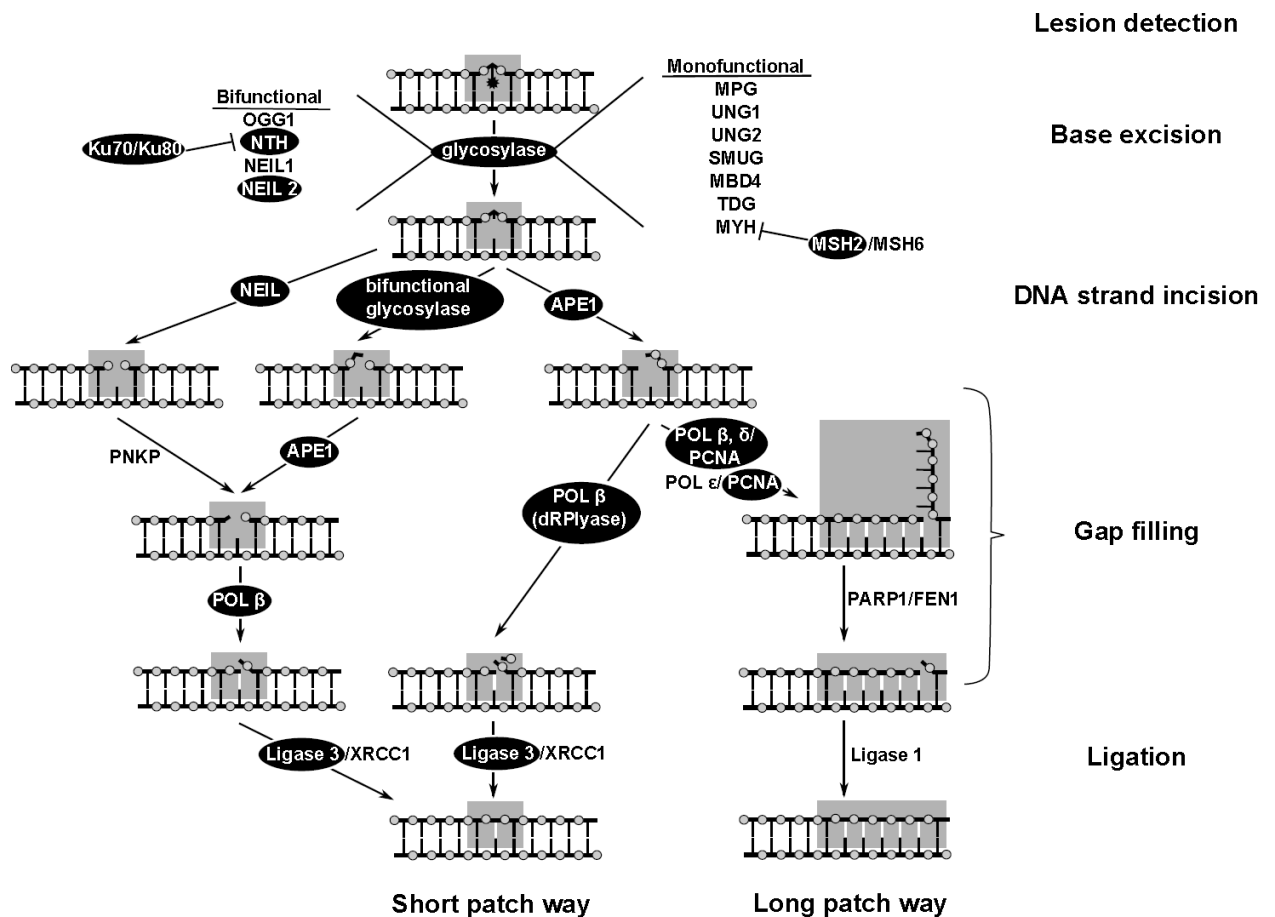 Lesion detection
Monofunctional
MPG
UNG1
UNG2
SMUG
MBD4
TDG
MYH
Bifunctional
OGG1
NTH
NEIL1
NEIL 2
Ku70/Ku80
glycosylase
Base excision
MSH2/MSH6
NEIL
bifunctional
glycosylase
APE1
DNA strand incision
PNKP
APE1
POL β, δ/
PCNA
POL ε/PCNA
POL β
(dRPlyase)
Gap filling
POL β
PARP1/FEN1
Ligase 3/XRCC1
Ligase 3/XRCC1
Ligase 1
Ligation
Short patch way
Long patch way